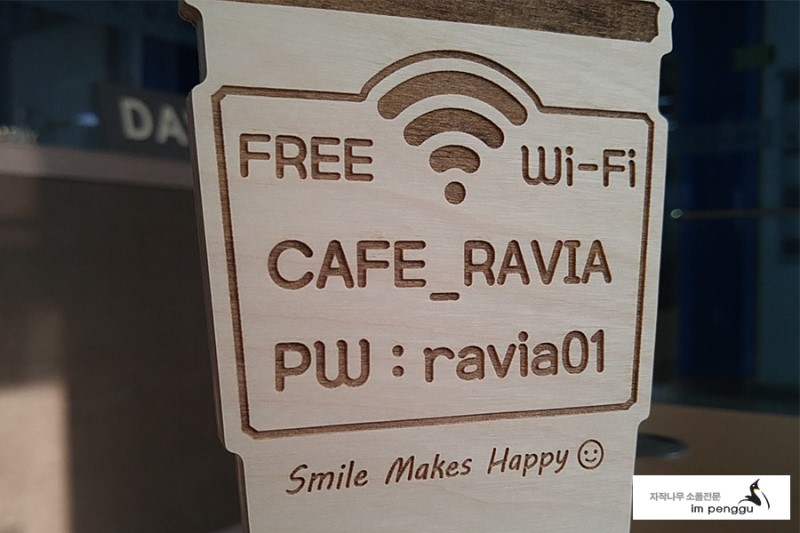 DA
FREE Wi-Fi
CAFE_RAVIA
PW : ravia01
Smile Makes Happy
자작나무 소품전문
im penggu